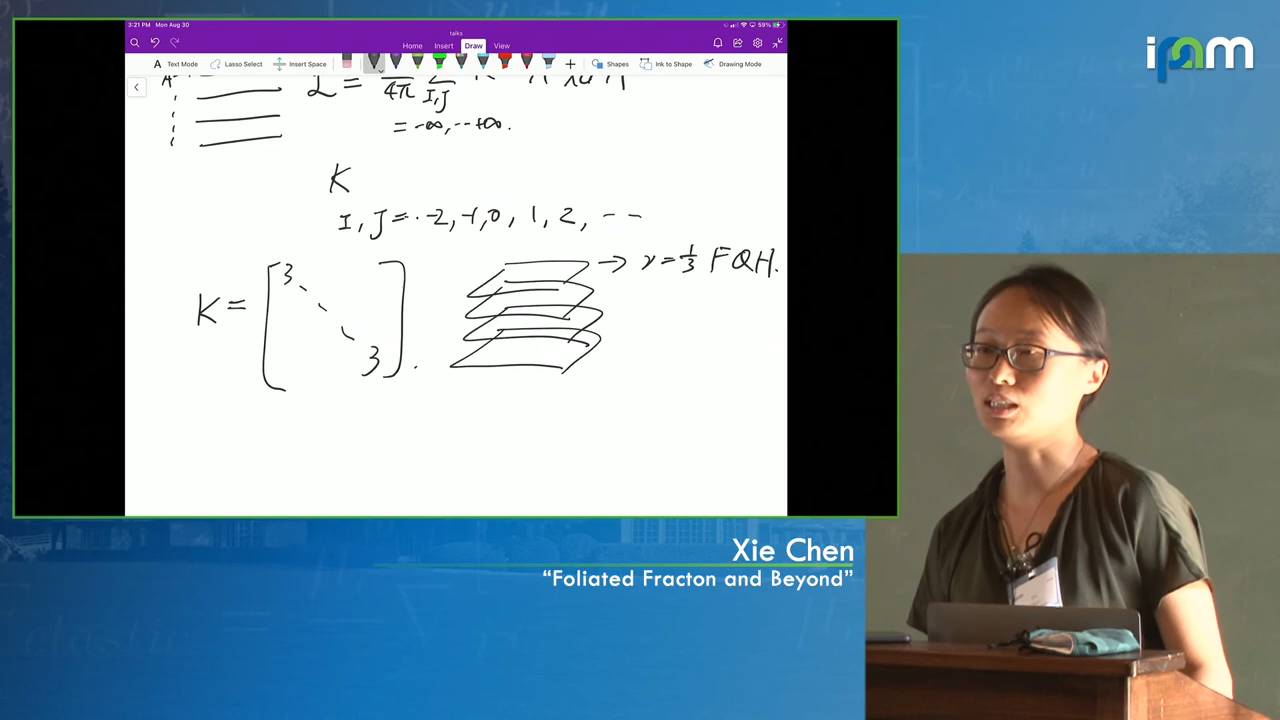 3:21 PM Mon Aug 30
59%
talks
Home Insert Draw View
A Text Mode Lasso Select Insert Space Shapes Ink to Shape Drawing Mode
L = 4π I,J
= -∞, -- +∞.
K
I, J = · -2, -1, 0, 1, 2, - -
→ ν = 1/3 FQH.
K = [ 3 3 ] .
ipam
Xie Chen
“Foliated Fracton and Beyond”